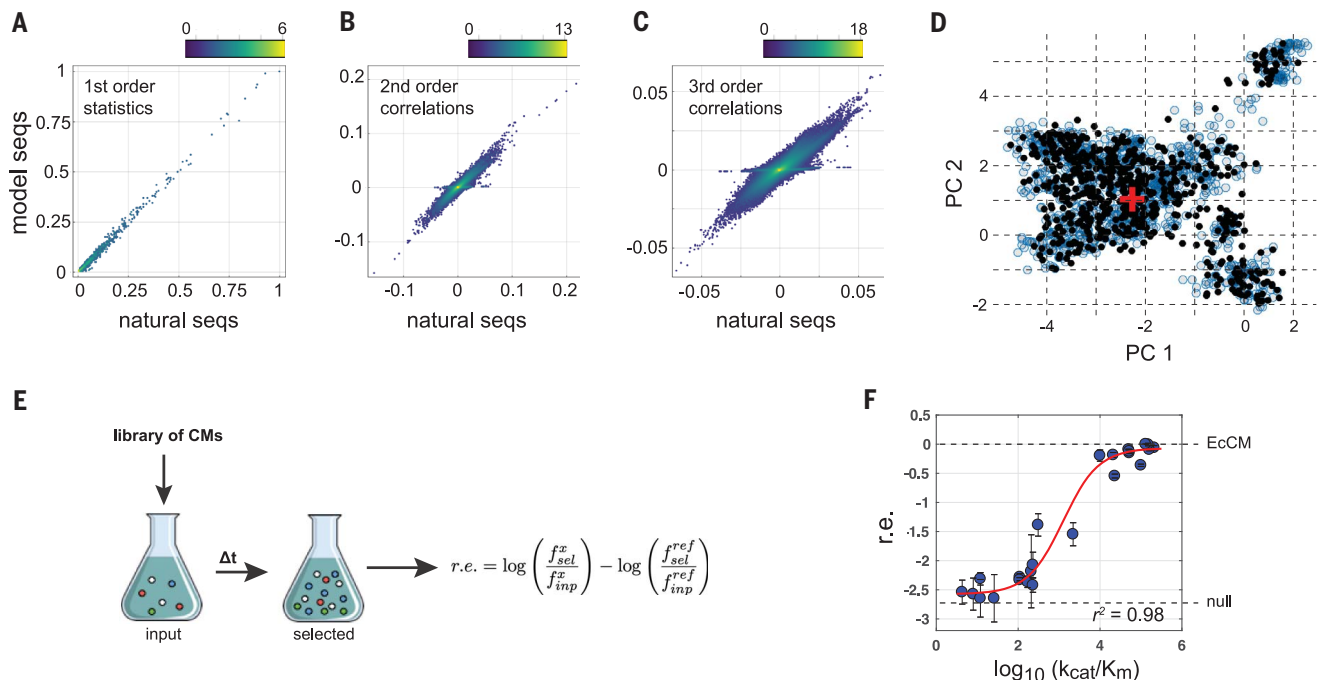 A
0
6
1st order
statistics
1
0.75
0.5
0.25
0
0
0.25
0.5
0.75
1
model seqs
natural seqs
B
0
13
2nd order
correlations
0.2
0.1
0
-0.1
-0.1
0
0.1
0.2
natural seqs
C
0
18
3rd order
correlations
0.05
0
-0.05
-0.05
0
0.05
natural seqs
D
4
2
0
-2
PC 2
-4
-2
0
2
PC 1
E
library of CMs
Δt
input
selected
r.e. = log (f^x_sel / f^x_inp) − log (f^ref_sel / f^ref_inp)
F
0.5
0
-0.5
-1
-1.5
-2
-2.5
-3
r.e.
EcCM
null
r² = 0.98
0
2
4
6
log₁₀ (kcat/Km)